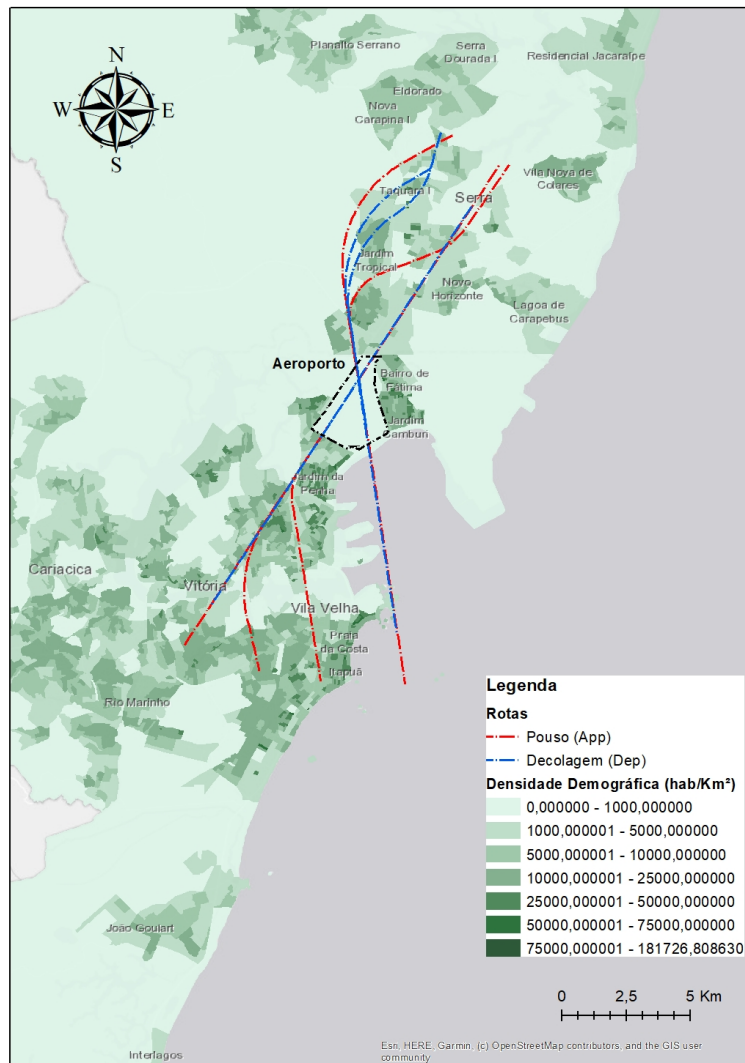 Planalto Serrano
Serra
Dourada I
Residencial Jacaraípe
Eldorado
Nova
Carapina I
N
W
E
S
Taquara I
Serra
Vila Nova de
Colares
Jardim
Tropical
Novo
Horizonte
Lagoa de
Carapebus
Aeroporto
Bairro de
Fátima
Jardim
Camburi
Jardim da
Penha
Cariacica
Vitória
Vila Velha
Praia
da Costa
Itapuã
Rio Marinho
João Goulart
Interlagos
Legenda
Rotas
Pouso (App)
Decolagem (Dep)
Densidade Demográfica (hab/Km²)
0,000000 - 1000,000000
1000,000001 - 5000,000000
5000,000001 - 10000,000000
10000,000001 - 25000,000000
25000,000001 - 50000,000000
50000,000001 - 75000,000000
75000,000001 - 181726,808630
0 2,5 5 Km
Esri, HERE, Garmin, (c) OpenStreetMap contributors, and the GIS user
community